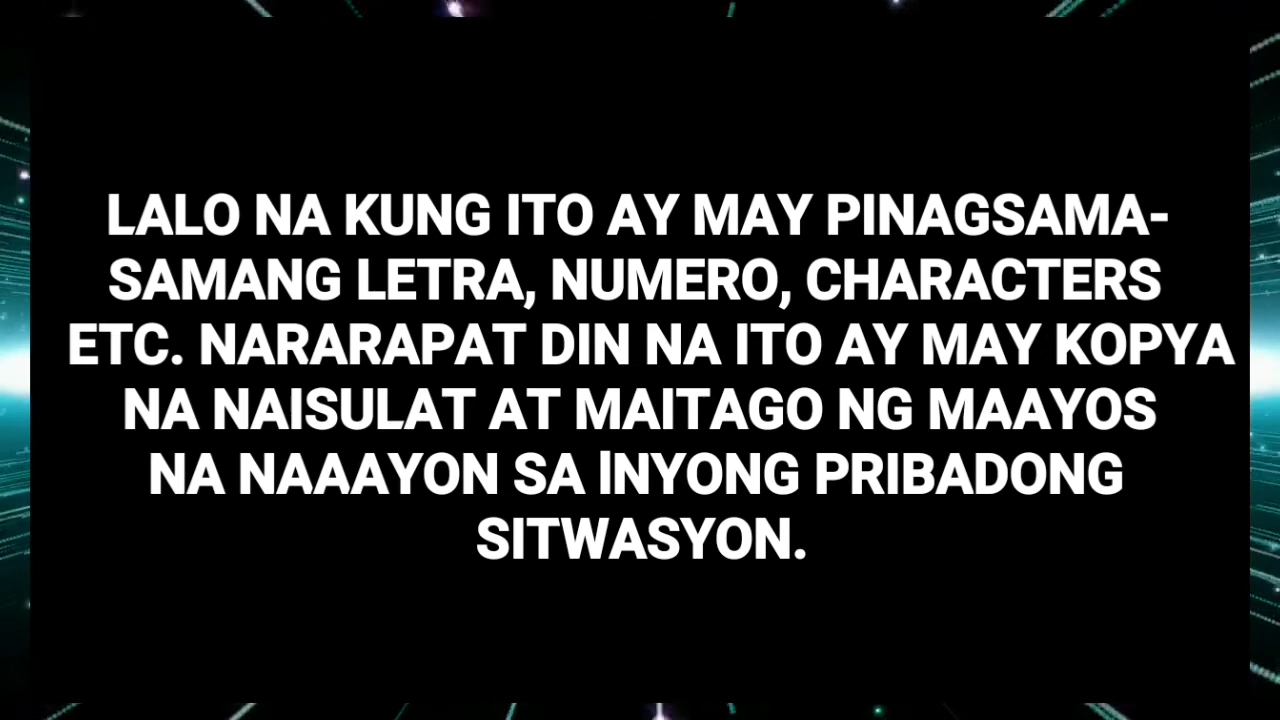 LALO NA KUNG ITO AY MAY PINAGSAMA-
SAMANG LETRA, NUMERO, CHARACTERS
ETC. NARARAPAT DIN NA ITO AY MAY KOPYA
NA NAISULAT AT MAITAGO NG MAAYOS
NA NAAAYON SA INYONG PRIBADONG
SITWASYON.